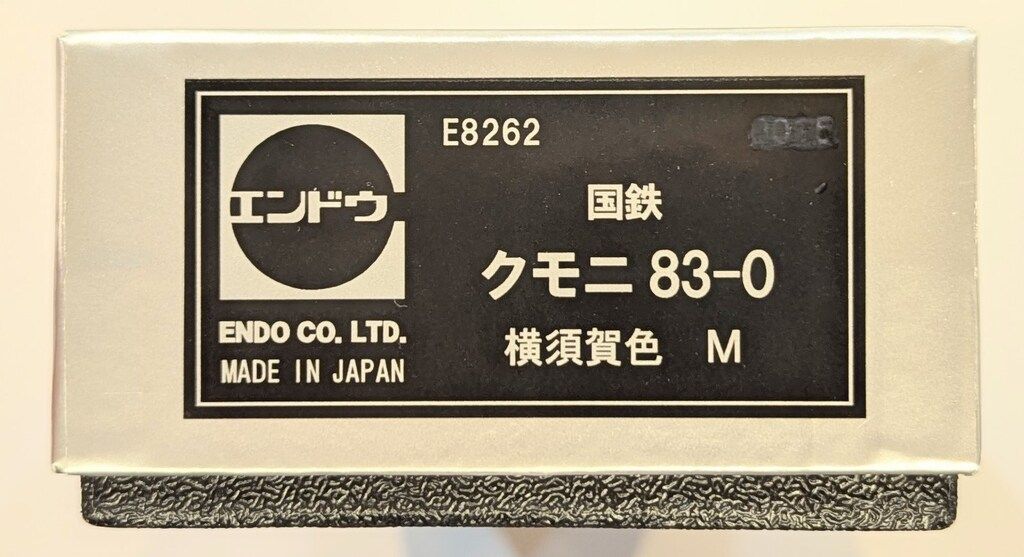 エンドウ
ENDO CO. LTD.
MADE IN JAPAN
E8262
国鉄
クモニ 83-0
横須賀色 M